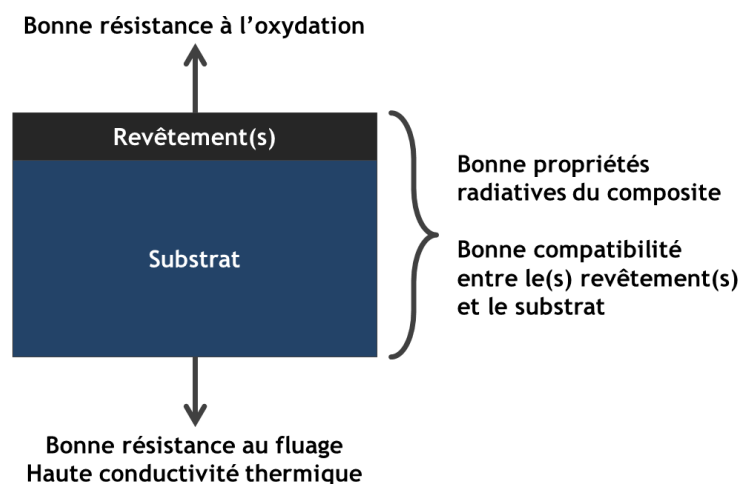 Bonne résistance à l'oxydation
Revêtement(s)
Substrat
Bonne propriétés
radiatives du composite
Bonne compatibilité
entre le(s) revêtement(s)
et le substrat
Bonne résistance au fluage
Haute conductivité thermique